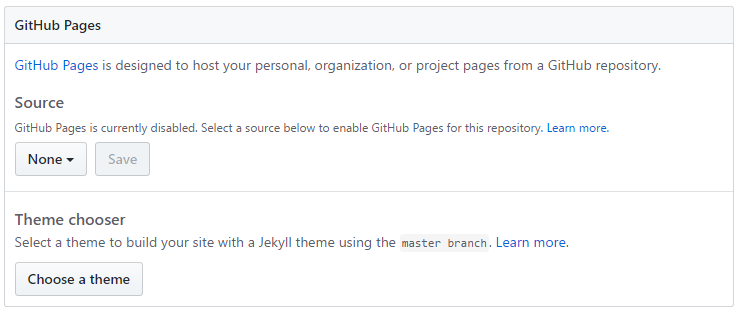 GitHub Pages
GitHub Pages is designed to host your personal, organization, or project pages from a GitHub repository.
Source
GitHub Pages is currently disabled. Select a source below to enable GitHub Pages for this repository. Learn more.
None Save
Theme chooser
Select a theme to build your site with a Jekyll theme using the master branch. Learn more.
Choose a theme